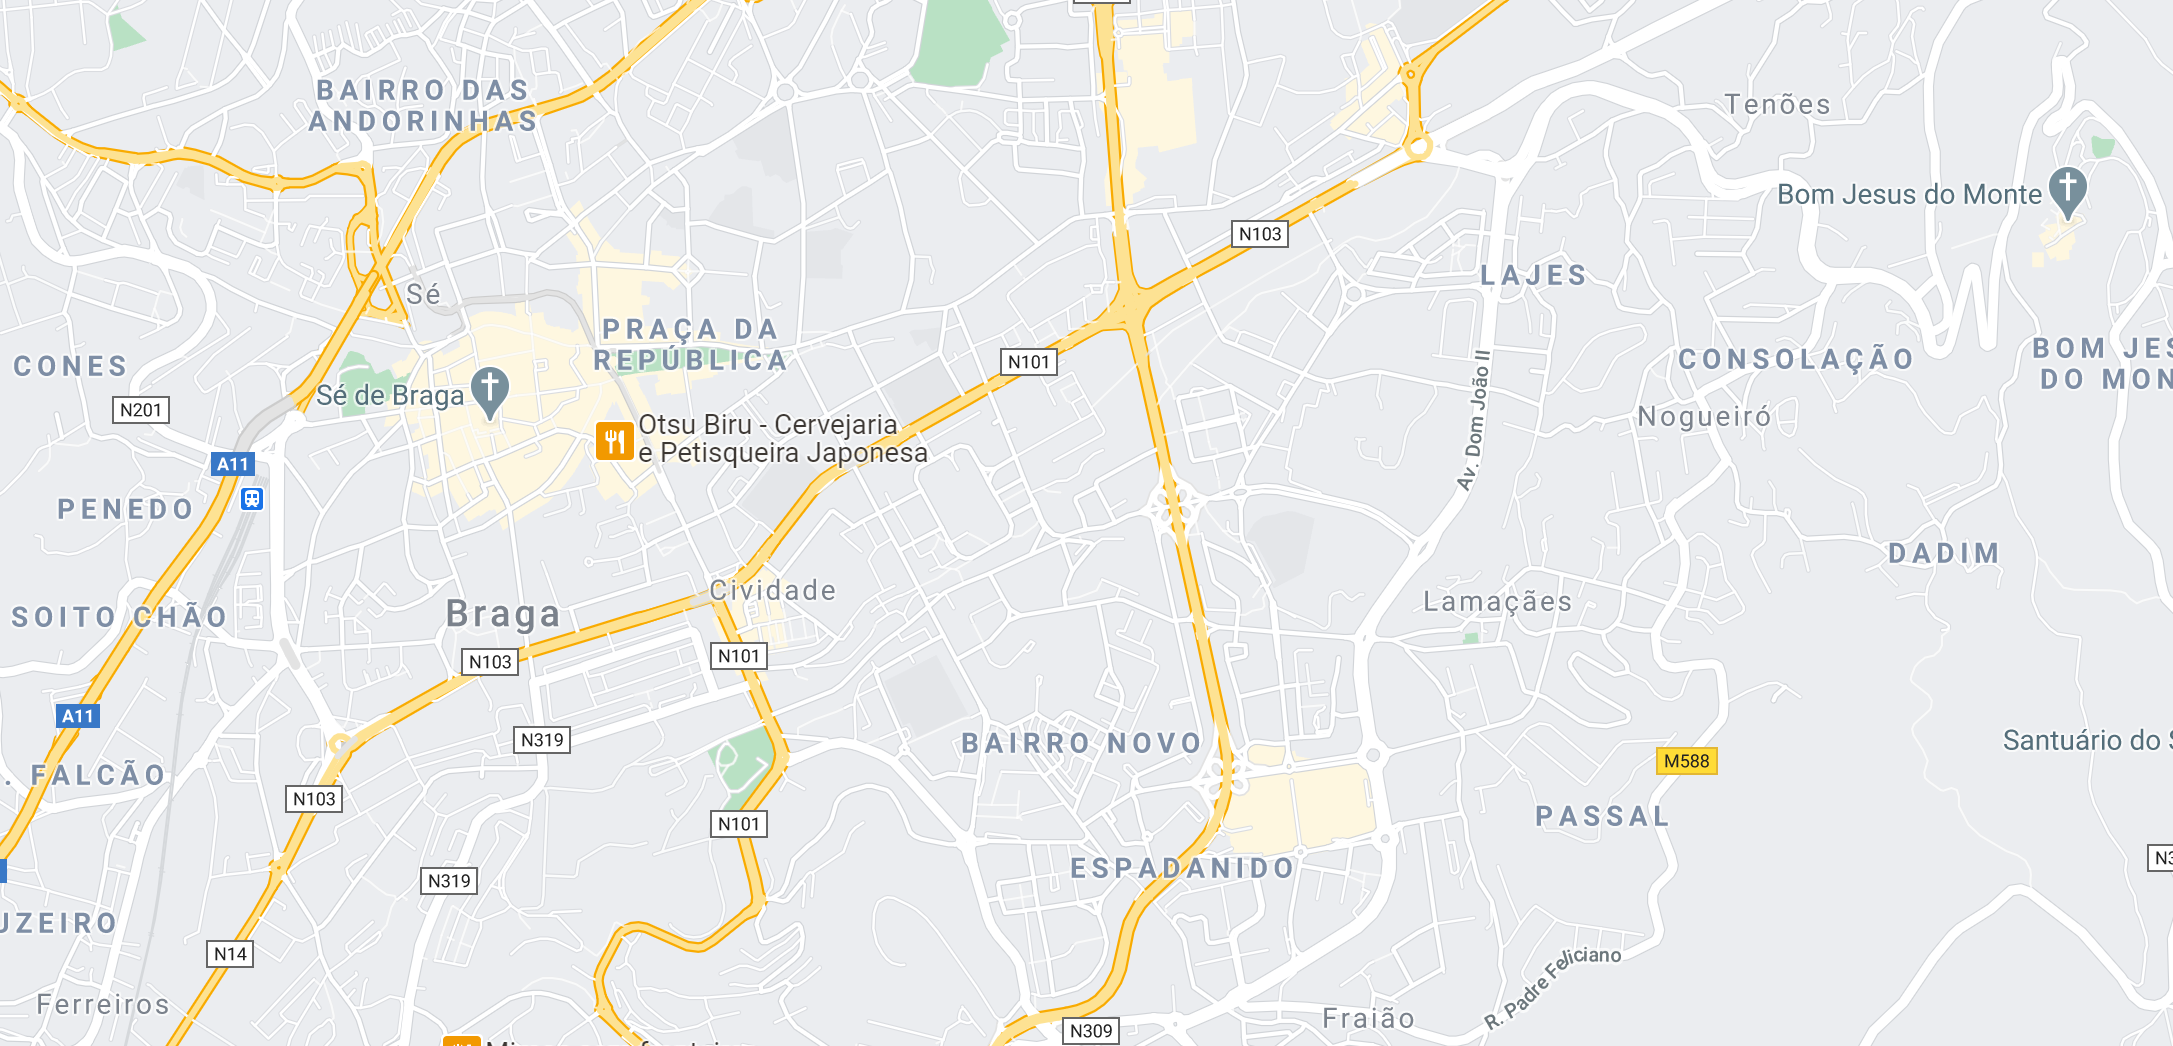 BAIRRO DAS
ANDORINHAS
Tenões
Bom Jesus do Monte
N103
LAJES
Sé
PRAÇA DA
REPÚBLICA
CONES
N101
CONSOLAÇÃO
BOM JES
DO MON
Sé de Braga
N201
Nogueiró
Av. Dom João II
Otsu Biru - Cervejaria
e Petisqueira Japonesa
A11
PENEDO
DADIM
Cividade
Lamaçães
SOITO CHÃO
Braga
N103
N101
A11
N319
BAIRRO NOVO
Santuário do S
M588
. FALCÃO
N103
PASSAL
N101
N3
ESPADANIDO
N319
UZEIRO
N14
R. Padre Feliciano
Ferreiros
Fraião
N309